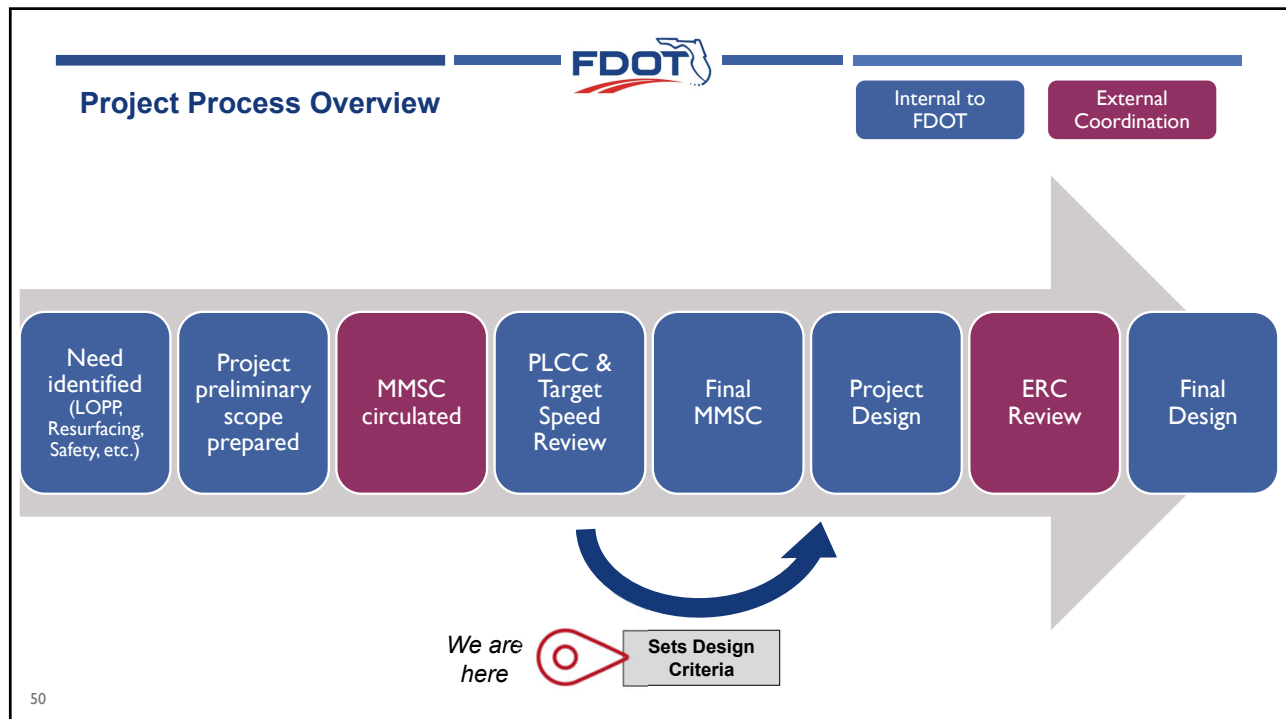 FDOT
Project Process Overview
Internal to
FDOT
External
Coordination
Need
identified
(LOPP,
Resurfacing,
Safety, etc.)
Project
preliminary
scope
prepared
MMSC
circulated
PLCC &
Target
Speed
Review
Final
MMSC
Project
Design
ERC
Review
Final
Design
We are
here
Sets Design
Criteria
50